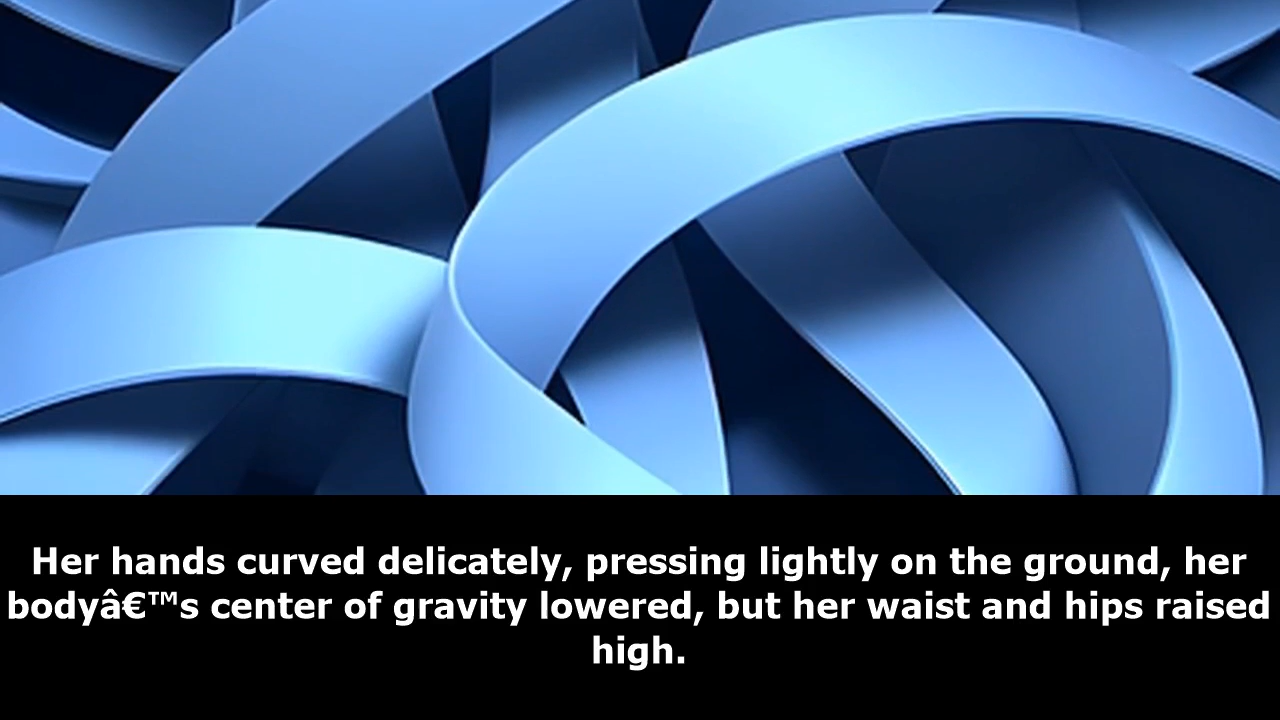 Her hands curved delicately, pressing lightly on the ground, her
bodyâ€™s center of gravity lowered, but her waist and hips raised
high.